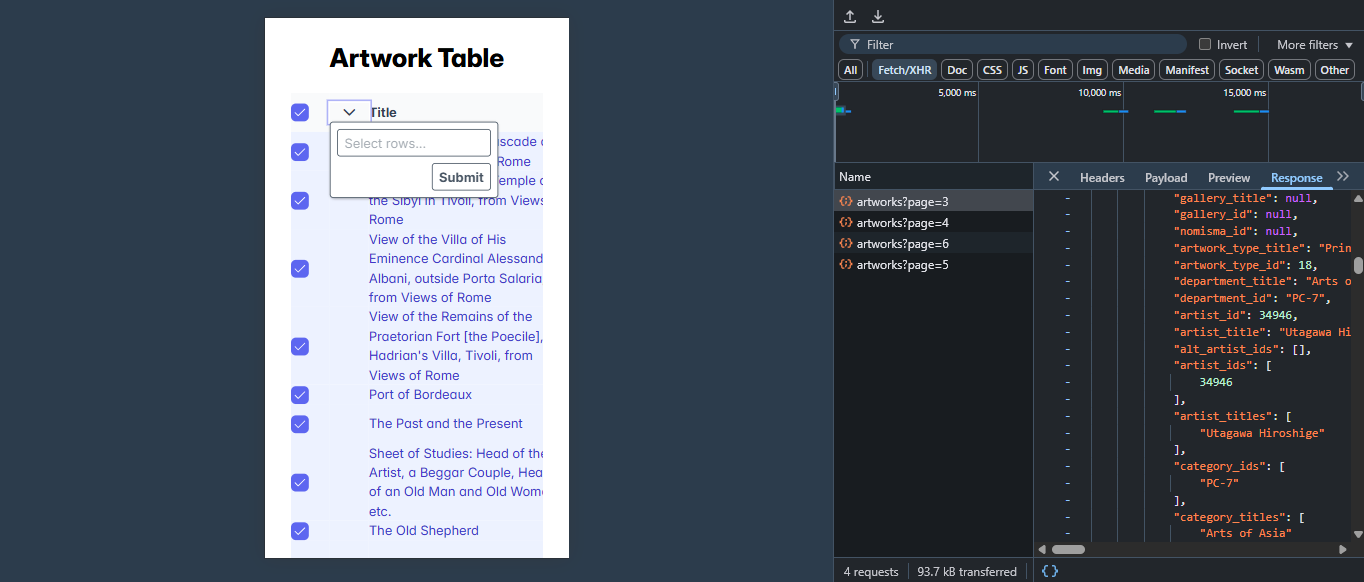 Artwork Table
Title
Select rows...
Submit
scade
Rome
emple
the Sibyl in Tivoli, from Views
Rome
View of the Villa of His
Eminence Cardinal Alessand
Albani, outside Porta Salaria
from Views of Rome
View of the Remains of the
Praetorian Fort [the Poecile],
Hadrian's Villa, Tivoli, from
Views of Rome
Port of Bordeaux
The Past and the Present
Sheet of Studies: Head of the
Artist, a Beggar Couple, Hea
of an Old Man and Old Wom
etc.
The Old Shepherd
Filter
Invert
More filters
All
Fetch/XHR
Doc
CSS
JS
Font
Img
Media
Manifest
Socket
Wasm
Other
5,000 ms
10,000 ms
15,000 ms
Name
artworks?page=3
artworks?page=4
artworks?page=6
artworks?page=5
Headers
Payload
Preview
Response
"gallery_title": null,
"gallery_id": null,
"nomisma_id": null,
"artwork_type_title": "Prin
"artwork_type_id": 18,
"department_title": "Arts o
"department_id": "PC-7",
"artist_id": 34946,
"artist_title": "Utagawa Hi
"alt_artist_ids": [],
"artist_ids": [
34946
],
"artist_titles": [
"Utagawa Hiroshige"
],
"category_ids": [
"PC-7"
],
"category_titles": [
"Arts of Asia"
4 requests
93.7 kB transferred
{}